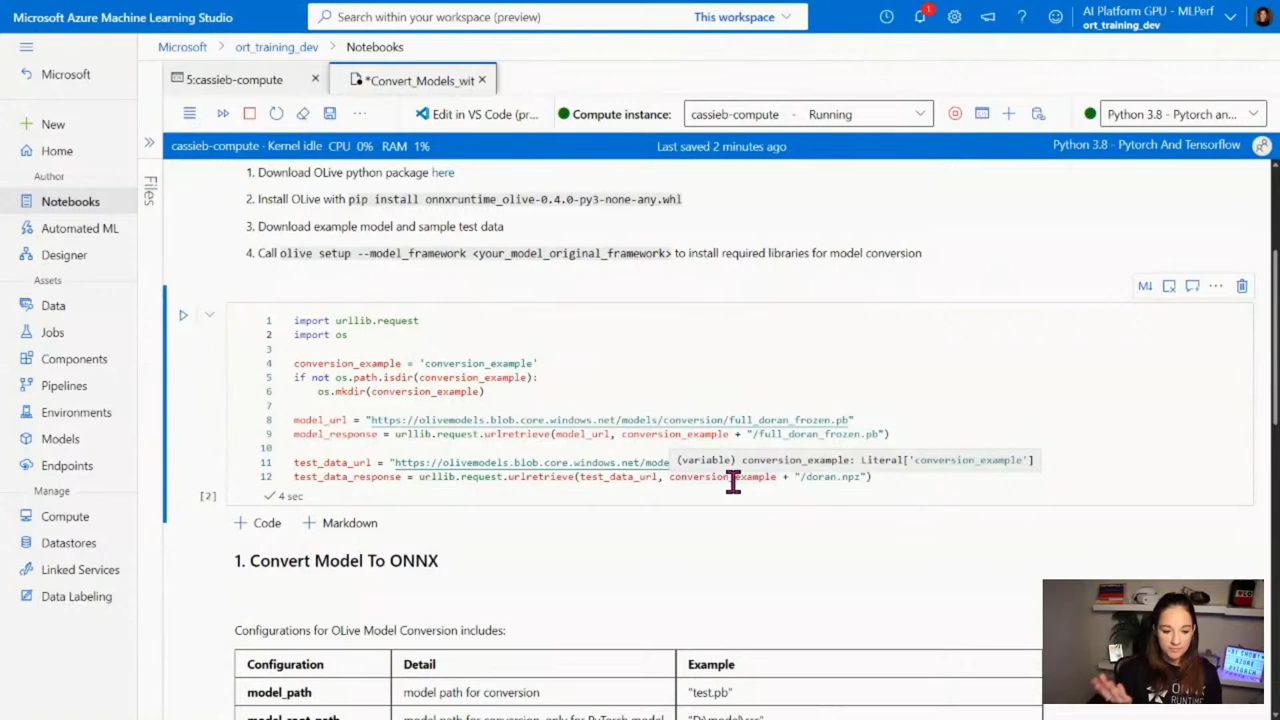 Microsoft Azure Machine Learning Studio
Search within your workspace (preview)
This workspace
1
AI Platform GPU - MLPerf
ort_training_dev
Microsoft > ort_training_dev > Notebooks
Microsoft
New
Home
Author
Notebooks
Automated ML
Designer
Assets
Data
Jobs
Components
Pipelines
Environments
Models
Endpoints
Manage
Compute
Datastores
Linked Services
Data Labeling
Files
5:cassieb-compute
*Convert_Models_wit
Edit in VS Code (pr...
Compute instance:
cassieb-compute - Running
Python 3.8 - Pytorch an...
cassieb-compute · Kernel idle CPU 0% RAM 1%
Last saved 2 minutes ago
Python 3.8 - Pytorch And Tensorflow
1. Download OLive python package here
2. Install OLive with pip install onnxruntime_olive-0.4.0-py3-none-any.whl
3. Download example model and sample test data
4. Call olive setup --model_framework <your_model_original_framework> to install required libraries for model conversion
M↓
1 import urllib.request
2 import os
3
4 conversion_example = 'conversion_example'
5 if not os.path.isdir(conversion_example):
6 os.mkdir(conversion_example)
7
8 model_url = "https://olivemodels.blob.core.windows.net/models/conversion/full_doran_frozen.pb"
9 model_response = urllib.request.urlretrieve(model_url, conversion_example + "/full_doran_frozen.pb")
10
11 test_data_url = "https://olivemodels.blob.core.windows.net/mode
(variable) conversion_example: Literal['conversion_example']
12 test_data_response = urllib.request.urlretrieve(test_data_url, conversion_example + "/doran.npz")
[2]
4 sec
+ Code + Markdown
1. Convert Model To ONNX
Configurations for OLive Model Conversion includes:
Configuration Detail Example
model_path model path for conversion "test.pb"
model_root_path model path for conversion, only for PyTorch model